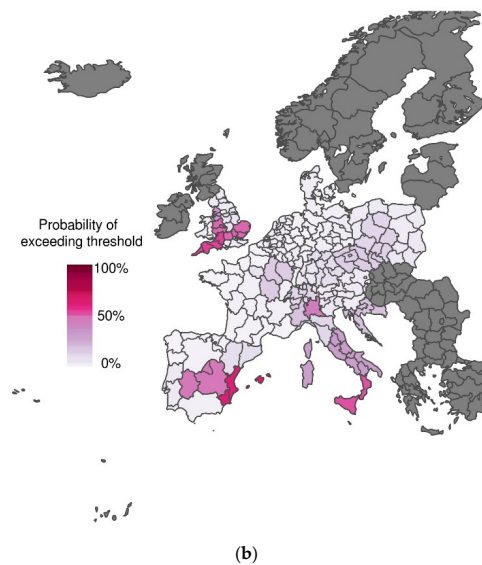 Probability of
exceeding threshold
100%
50%
0%
(b)